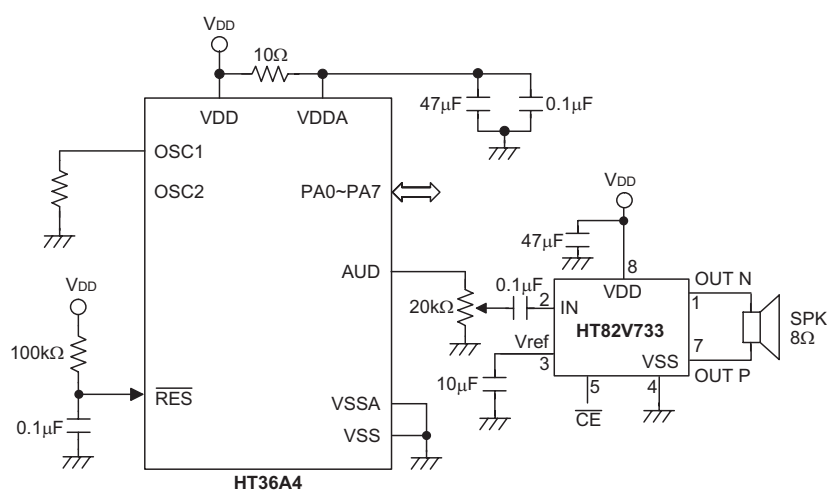 VDD
10Ω
VDD
VDDA
47μF
0.1μF
OSC1
OSC2
PA0~PA7
VDD
47μF
8
AUD
VDD
0.1μF
2
IN
OUT N
1
20kΩ
HT82V733
SPK
8Ω
VDD
Vref
3
7
VSS
OUT P
100kΩ
10μF
5
4
RES
CE
0.1μF
VSSA
VSS
HT36A4